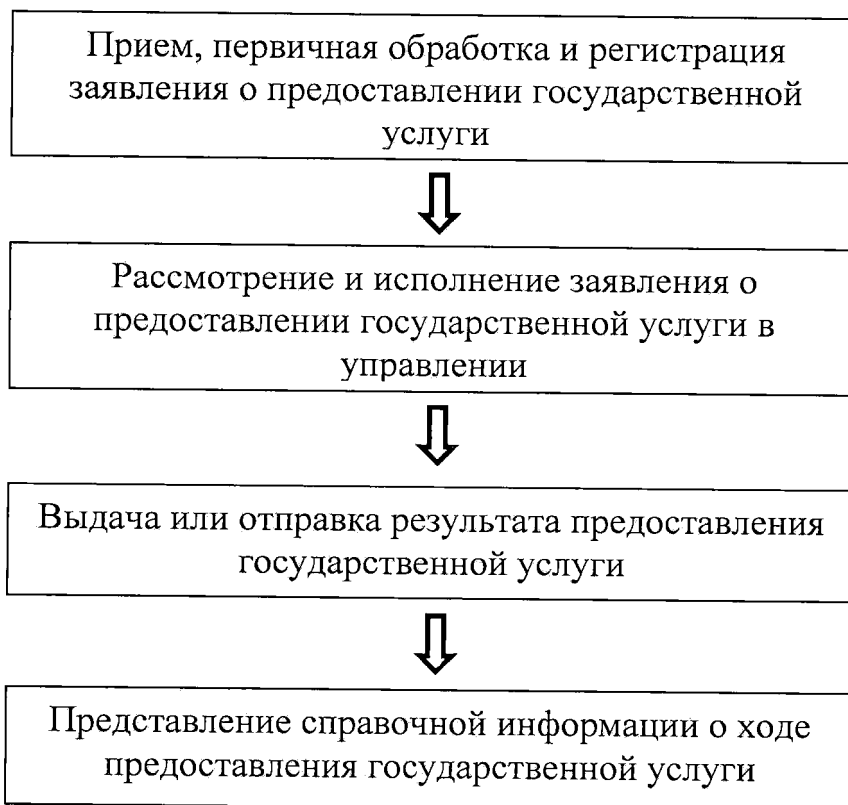 Прием, первичная обработка и регистрация
заявления о предоставлении государственной
услуги
Рассмотрение и исполнение заявления о
предоставлении государственной услуги в
управлении
Выдача или отправка результата предоставления
государственной услуги
Представление справочной информации о ходе
предоставления государственной услуги